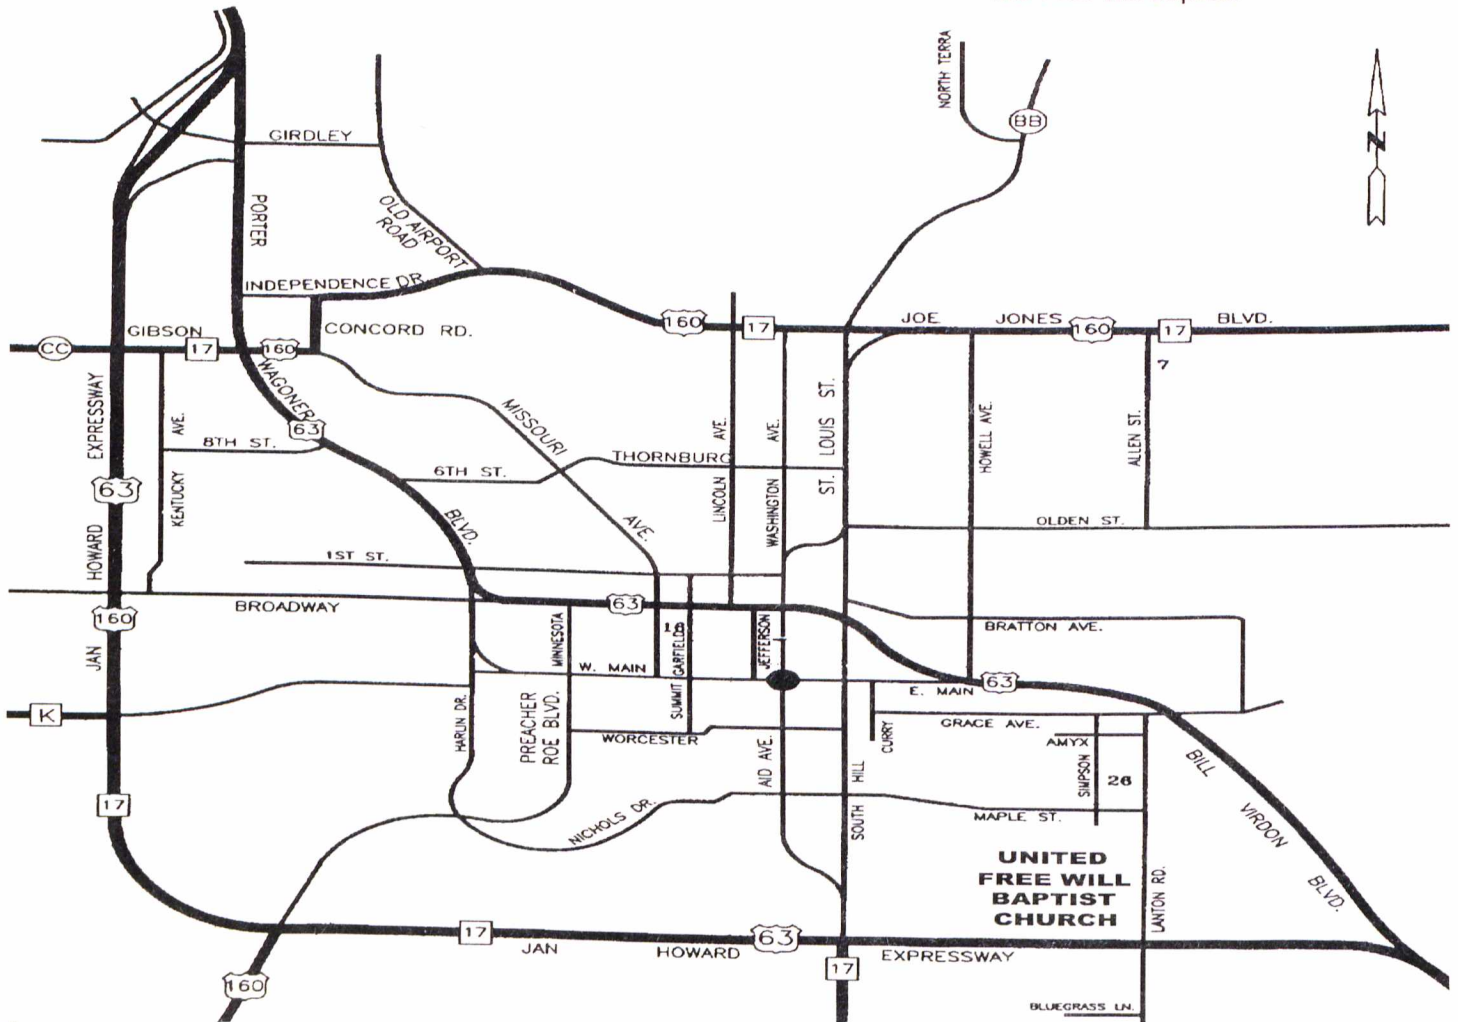 NORTH TERRA
BB
N
GIRDLEY
PORTER
OLD AIRPORT
ROAD
INDEPENDENCE DR.
CONCORD RD.
GIBSON
CC
17
160
160
17
JOE JONES
160
17
BLVD.
7
WAGONER
63
BLVD.
MISSOURI AVE.
EXPRESSWAY
63
HOWARD
160
JAN
KENTUCKY AVE.
8TH ST.
6TH ST.
THORNBURG
LINCOLN AVE.
WASHINGTON AVE.
ST. LOUIS ST.
HOWELL AVE.
ALLEN ST.
OLDEN ST.
1ST ST.
BROADWAY
63
MINNESOTA
GARFIELD
SUMMIT
JEFFERSON
W. MAIN
E. MAIN
63
BRATTON AVE.
GRACE AVE.
CURRY
AMYX
SIMPSON
26
K
17
HARLIN DR.
PREACHER
ROE BLVD.
WORCESTER
AID AVE.
SOUTH HILL
NICHOLS DR.
MAPLE ST.
BILL VIRDON BLVD.
UNITED
FREE WILL
BAPTIST
CHURCH
LANTON RD.
17
JAN HOWARD
63
EXPRESSWAY
17
160
BLUEGRASS LN.